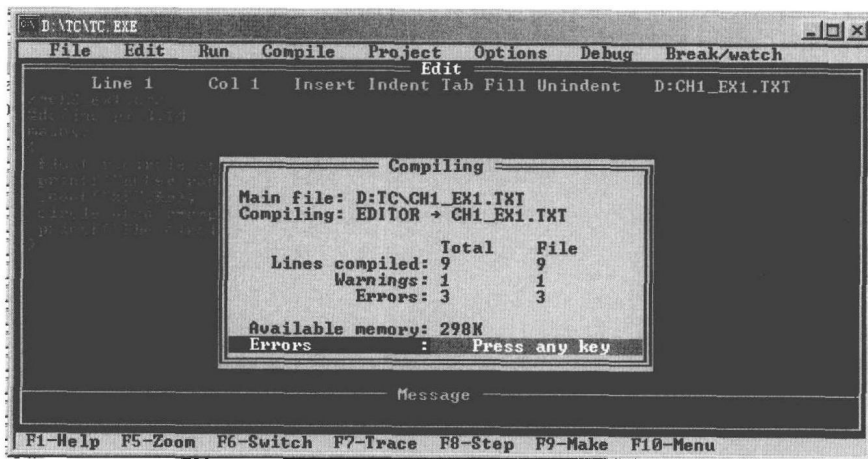 D:\TC\TC.EXE
File Edit Run Compile Project Options Debug Break/watch
Edit
Line 1 Col 1 Insert Indent Tab Fill Unindent D:CH1_EX1.TXT
Compiling
Main file: D:TC\CH1_EX1.TXT
Compiling: EDITOR → CH1_EX1.TXT
Total File
Lines compiled: 9 9
Warnings: 1 1
Errors: 3 3
Available memory: 298K
Errors : Press any key
Message
F1-Help F5-Zoom F6-Switch F7-Trace F8-Step F9-Make F10-Menu